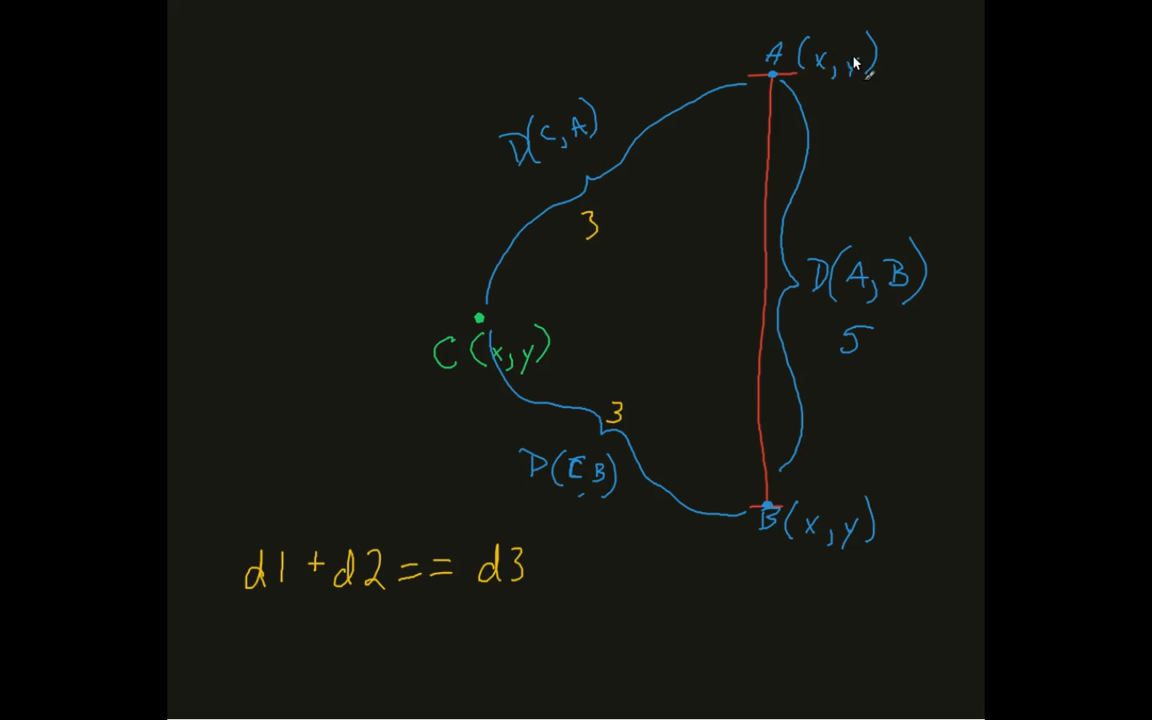 A (x, y)
D(C, A)
3
D(A, B)
5
C (x, y)
3
D(C, B)
B (x, y)
d1 + d2 == d3